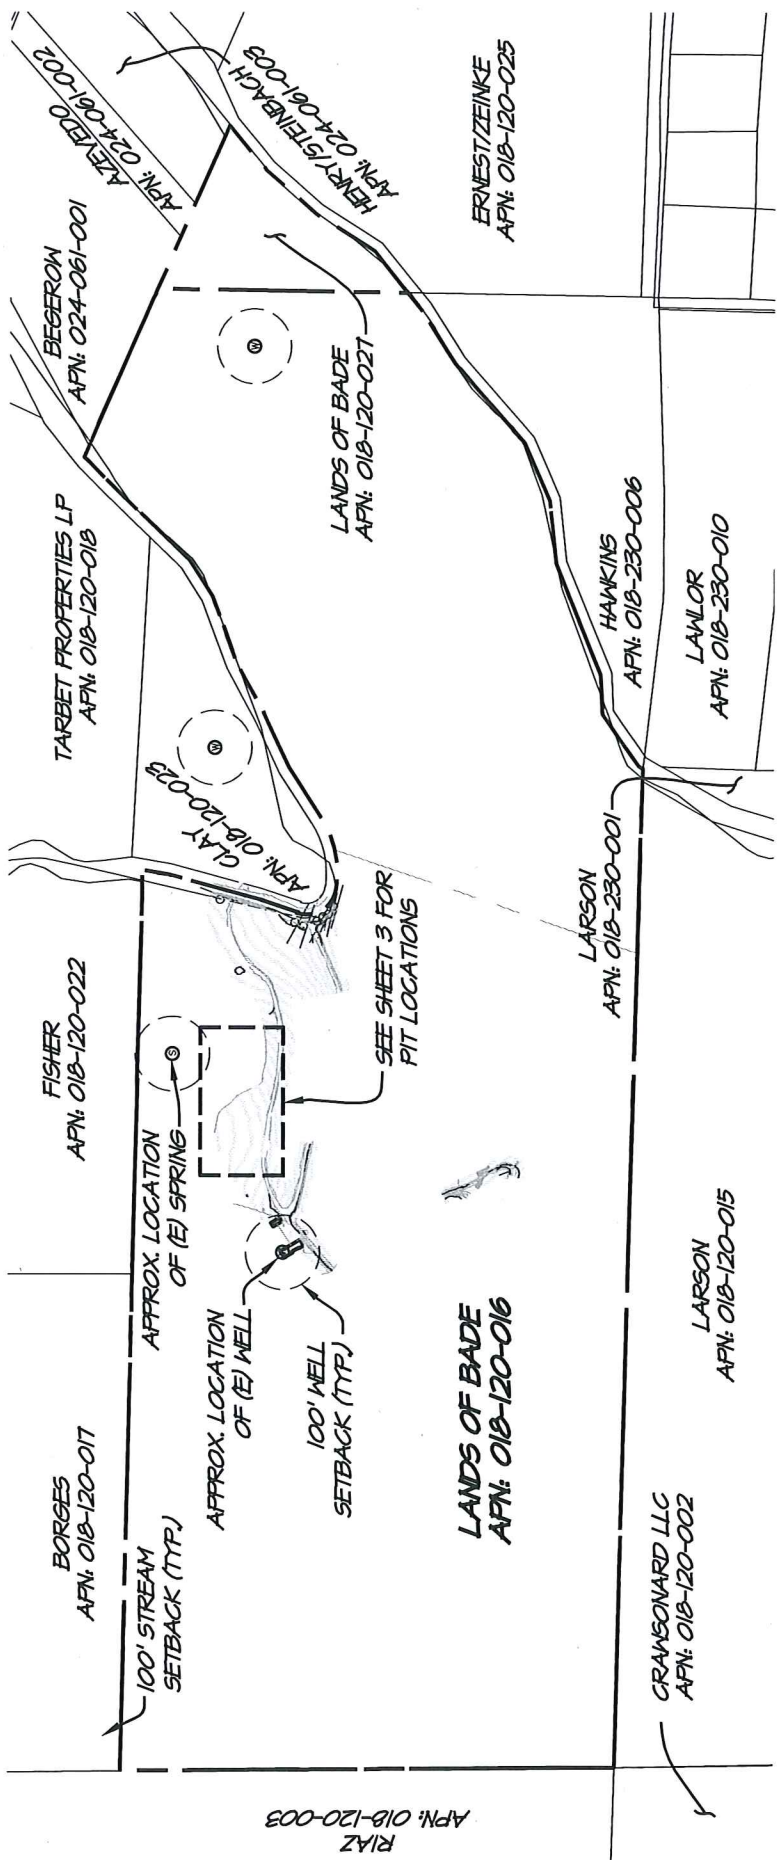 RIAZ
APN: 018-120-003
BORGES
APN: 018-120-017
100' STREAM
SETBACK (TYP.)
FISHER
APN: 018-120-022
TARBET PROPERTIES LP
APN: 018-120-018
BEGEROW
APN: 024-061-001
AZEVEDO
APN: 024-061-002
HENRY/STEINBACH
APN: 024-061-003
APPROX. LOCATION
OF (E) SPRING
S
CLAY
APN: 018-120-023
W
W
LANDS OF BADE
APN: 018-120-027
ERNEST/ZEINKE
APN: 018-120-025
APPROX. LOCATION
OF (E) WELL
W
100' WELL
SETBACK (TYP.)
SEE SHEET 3 FOR
PIT LOCATIONS
LANDS OF BADE
APN: 018-120-016
LARSON
APN: 018-230-001
HAWKINS
APN: 018-230-006
LAWLOR
APN: 018-230-010
CRAWSONARD LLC
APN: 018-120-002
LARSON
APN: 018-120-015